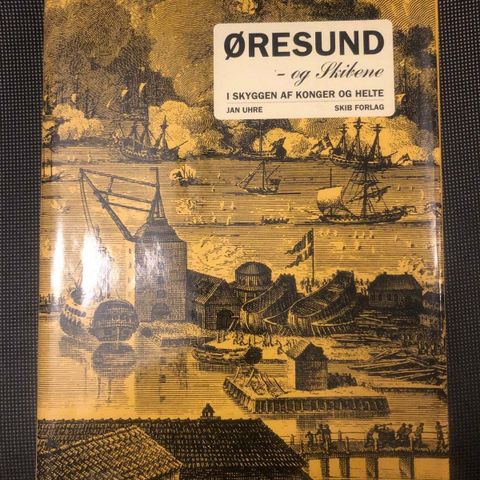 ØRESUND
- og Skibene
I SKYGGEN AF KONGER OG HELTE
JAN UHRE SKIB FORLAG